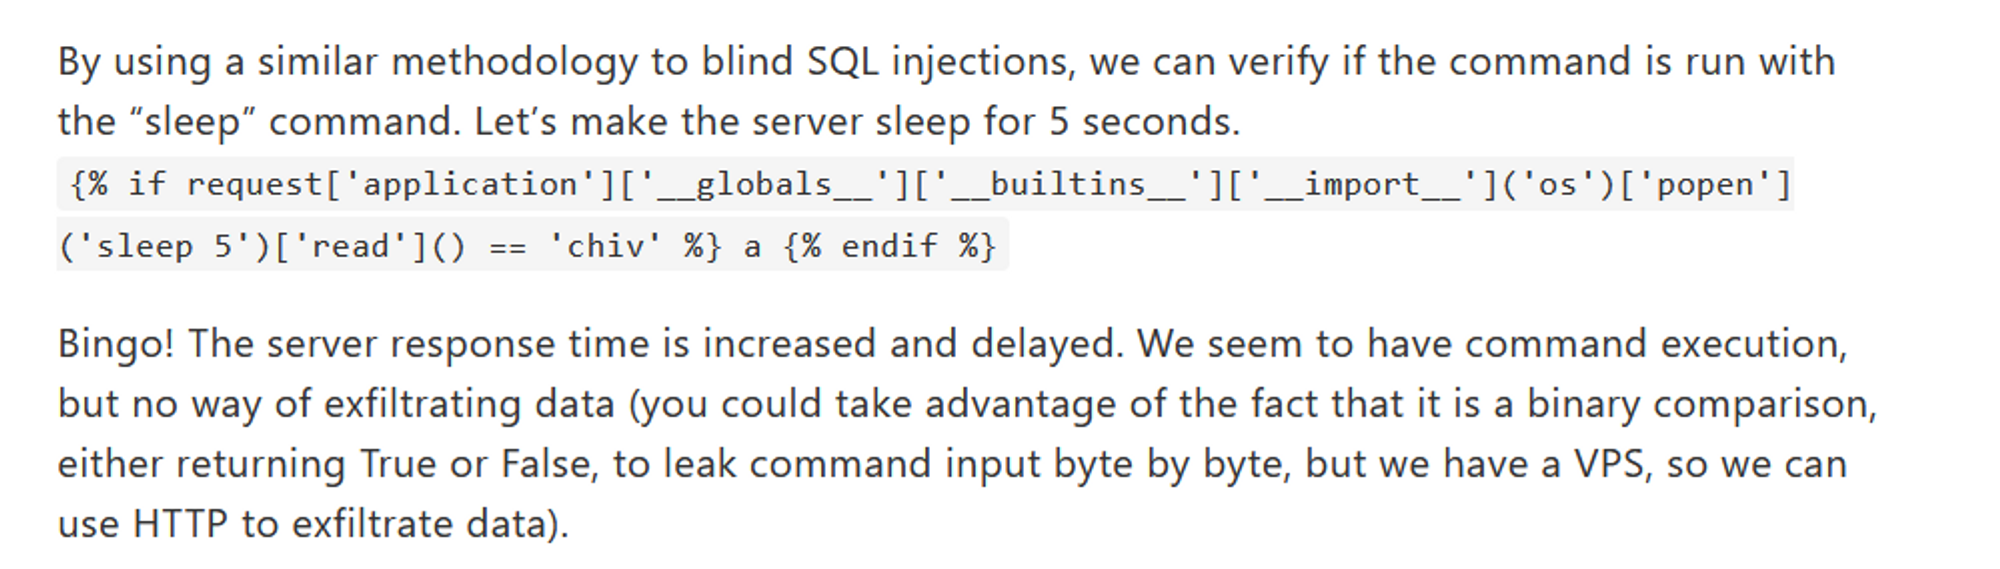 By using a similar methodology to blind SQL injections, we can verify if the command is run with
the “sleep” command. Let’s make the server sleep for 5 seconds.
{% if request['application']['__globals__']['__builtins__']['__import__']('os')['popen']
('sleep 5')['read']() == 'chiv' %} a {% endif %}
Bingo! The server response time is increased and delayed. We seem to have command execution,
but no way of exfiltrating data (you could take advantage of the fact that it is a binary comparison,
either returning True or False, to leak command input byte by byte, but we have a VPS, so we can
use HTTP to exfiltrate data).